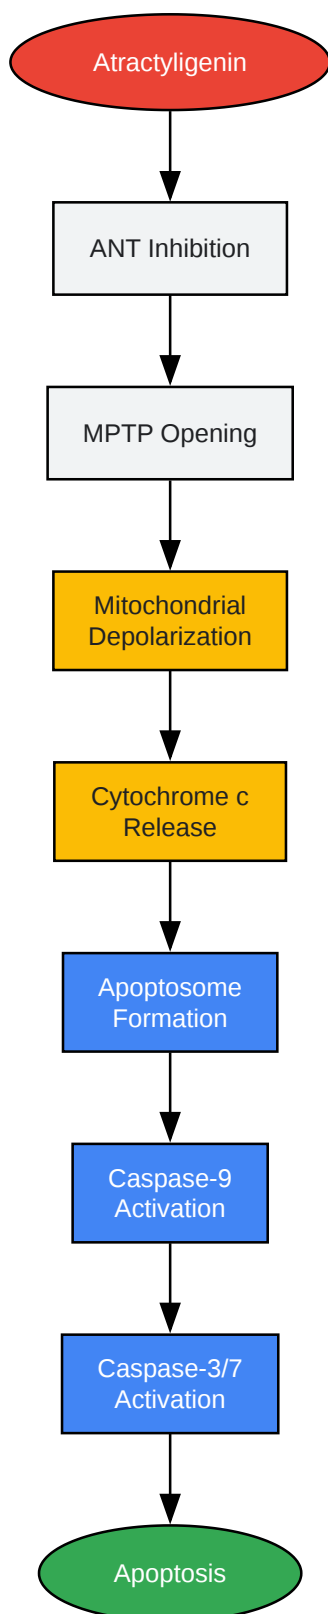 Atractyligenin
ANT Inhibition
MPTP Opening
Mitochondrial
Depolarization
Cytochrome c
Release
Apoptosome
Formation
Caspase-9
Activation
Caspase-3/7
Activation
Apoptosis